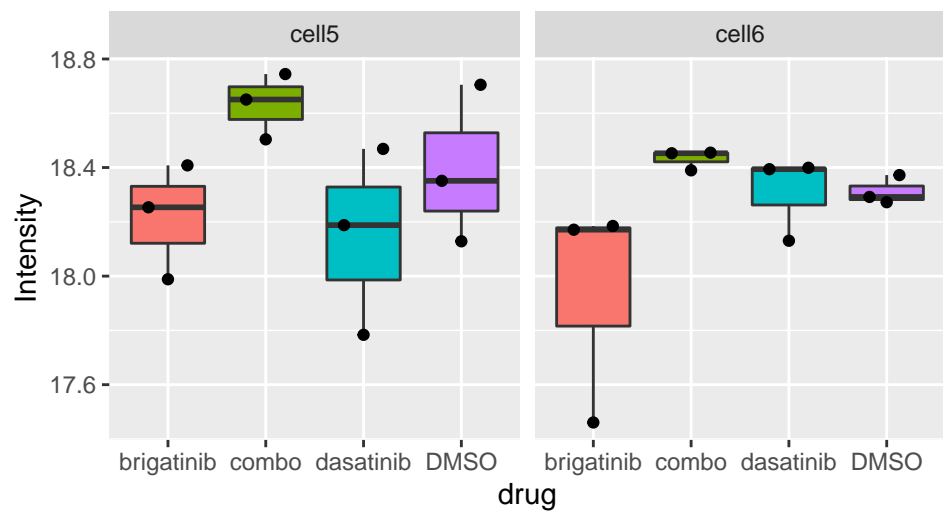 cell5 cell6
18.8
18.4
18.0
17.6
Intensity
brigatinib combo dasatinib DMSO brigatinib combo dasatinib DMSO
drug